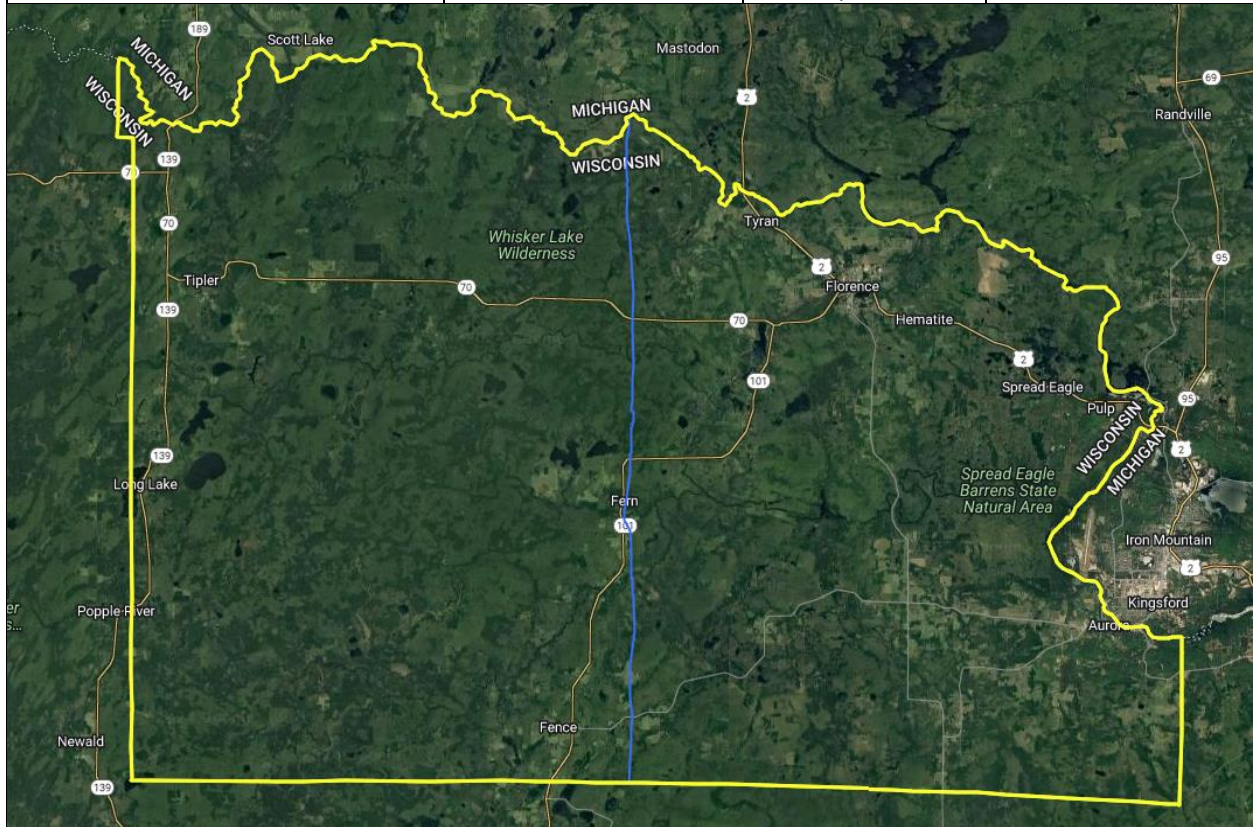 189
Scott Lake
Mastodon
MICHIGAN
69
WISCONSIN
2
MICHIGAN
Randville
139
WISCONSIN
70
70
Tyran
Whisker Lake
Wilderness
95
2
Tipler
70
Florence
139
70
Hematite
2
101
Spread Eagle
95
Pulp
WISCONSIN
139
2
MICHIGAN
Long Lake
Spread Eagle
Barrens State
Natural Area
Fern
101
Iron Mountain
2
Popple River
Kingsford
Aurora
Fence
Newald
139